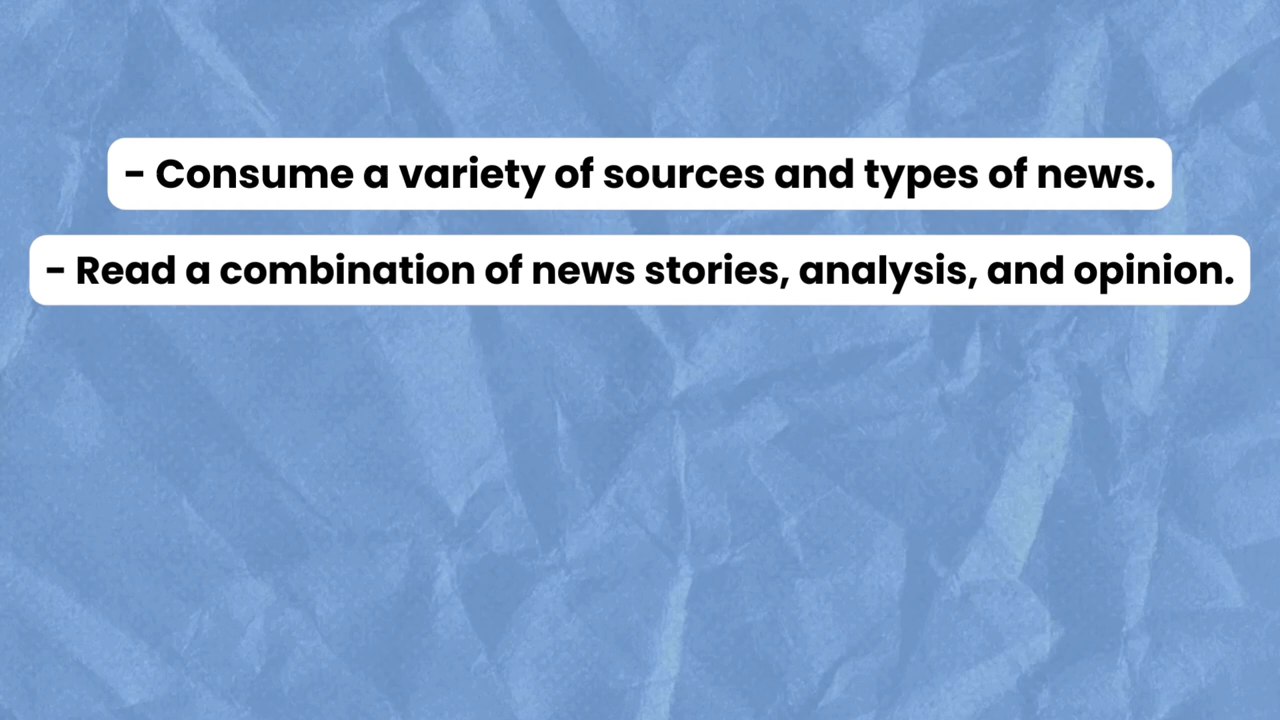 - Consume a variety of sources and types of news.
- Read a combination of news stories, analysis, and opinion.